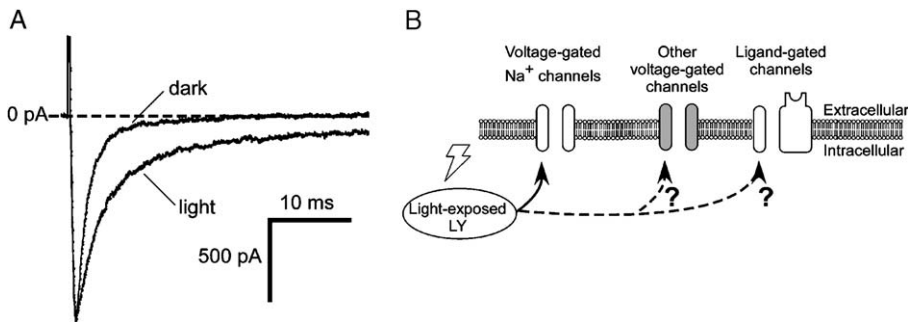 A
dark
0 pA
light
10 ms
500 pA
B
Voltage-gated
Na+ channels
Other
voltage-gated
channels
Ligand-gated
channels
Extracellular
Intracellular
Light-exposed
LY
?
?